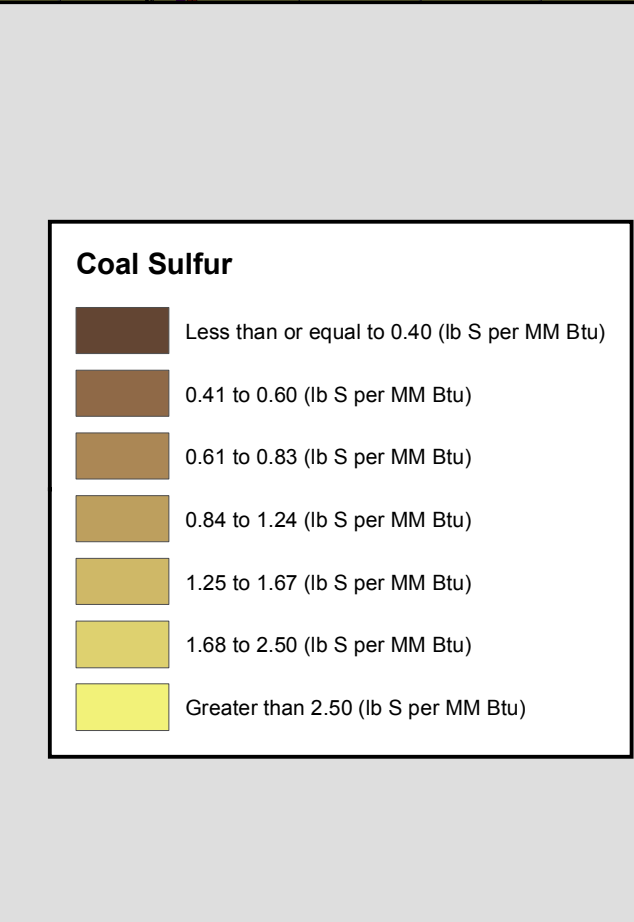 Coal Sulfur
Less than or equal to 0.40 (lb S per MM Btu)
0.41 to 0.60 (lb S per MM Btu)
0.61 to 0.83 (lb S per MM Btu)
0.84 to 1.24 (lb S per MM Btu)
1.25 to 1.67 (lb S per MM Btu)
1.68 to 2.50 (lb S per MM Btu)
Greater than 2.50 (lb S per MM Btu)